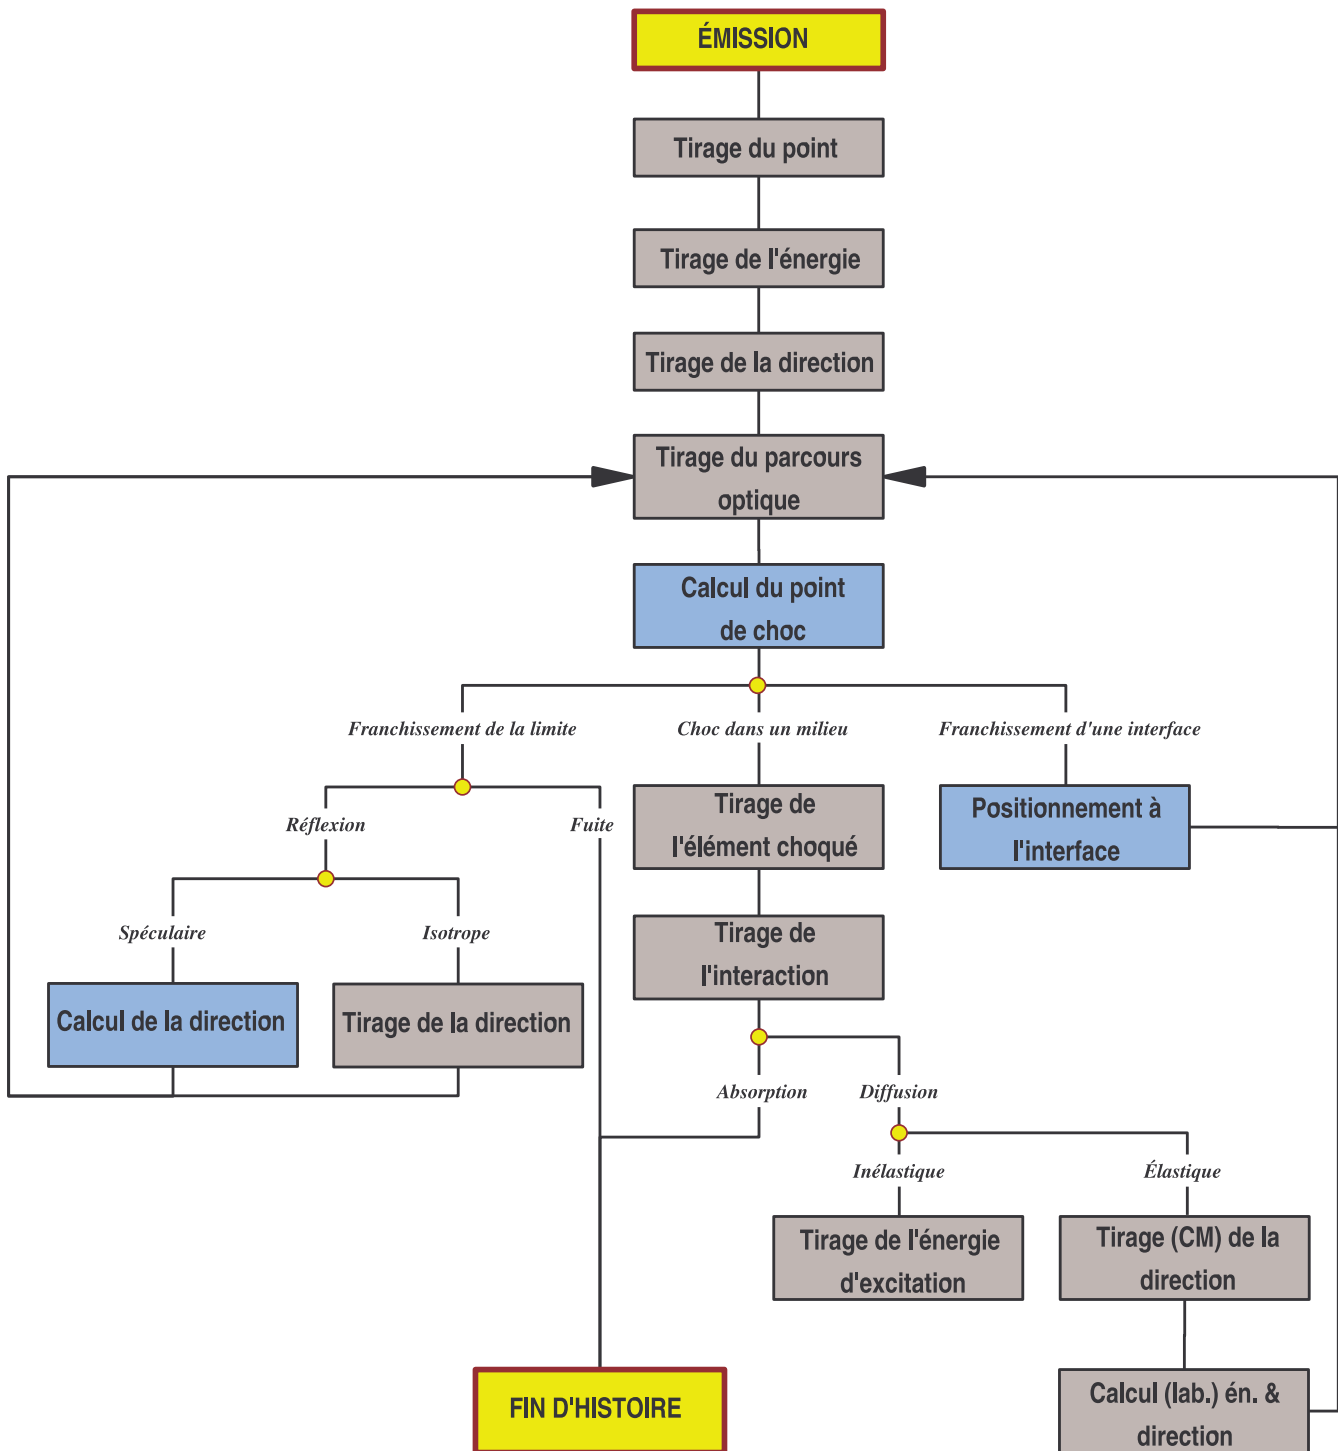 ÉMISSION
Tirage du point
Tirage de l'énergie
Tirage de la direction
Tirage du parcours
optique
Calcul du point
de choc
Franchissement de la limite
Choc dans un milieu
Franchissement d'une interface
Réflexion
Fuite
Tirage de
l'élément choqué
Positionnement à
l'interface
Spéculaire
Isotrope
Tirage de
l'interaction
Calcul de la direction
Tirage de la direction
Absorption
Diffusion
Inélastique
Élastique
Tirage de l'énergie
d'excitation
Tirage (CM) de la
direction
FIN D'HISTOIRE
Calcul (lab.) én. &
direction